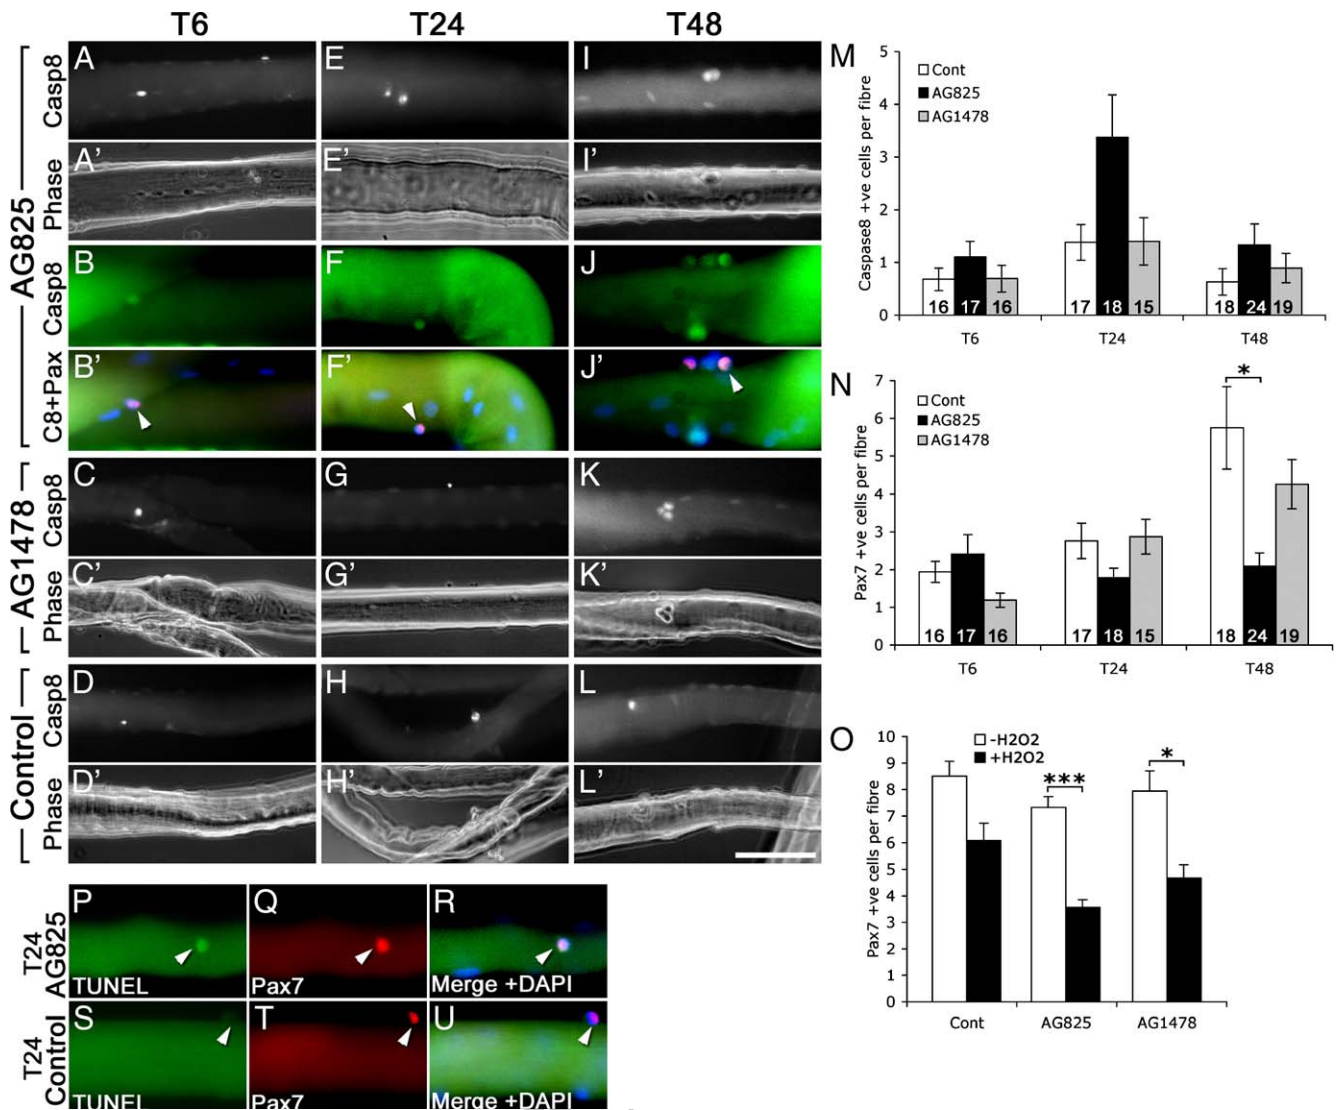 T6 T24 T48
AG825
Casp8 A E I
Phase A' E' I'
Casp8 B F J
C8+Pax B' F' J'
AG1478
Casp8 C G K
Phase C' G' K'
Control
Casp8 D H L
Phase D' H' L'
M
Caspase8 +ve cells per fibre
5
4
3
2
1
0
Cont
AG825
AG1478
16 17 16 17 18 15 18 24 19
T6 T24 T48
N
Pax7 +ve cells per fibre
7
6
5
4
3
2
1
0
Cont
AG825
AG1478
*
16 17 16 17 18 15 18 24 19
T6 T24 T48
O
Pax7 +ve cells per fibre
10
9
8
7
6
5
4
3
2
1
0
-H2O2
+H2O2
*** *
Cont AG825 AG1478
T24
AG825
P Q R
TUNEL Pax7 Merge +DAPI
T24
Control
S T U
TUNEL Pax7 Merge +DAPI